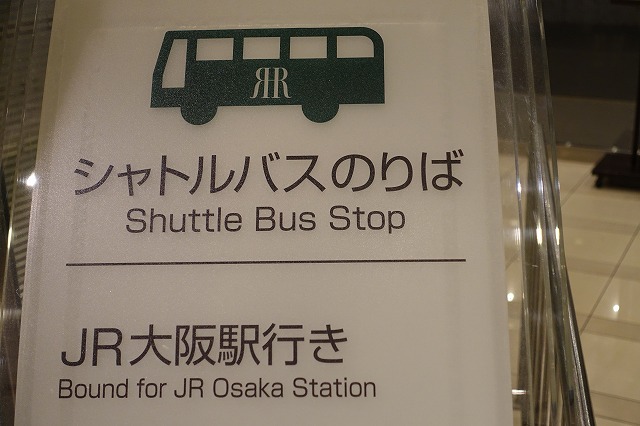 シャトルバスのりば
Shuttle Bus Stop
JR大阪駅行き
Bound for JR Osaka Station